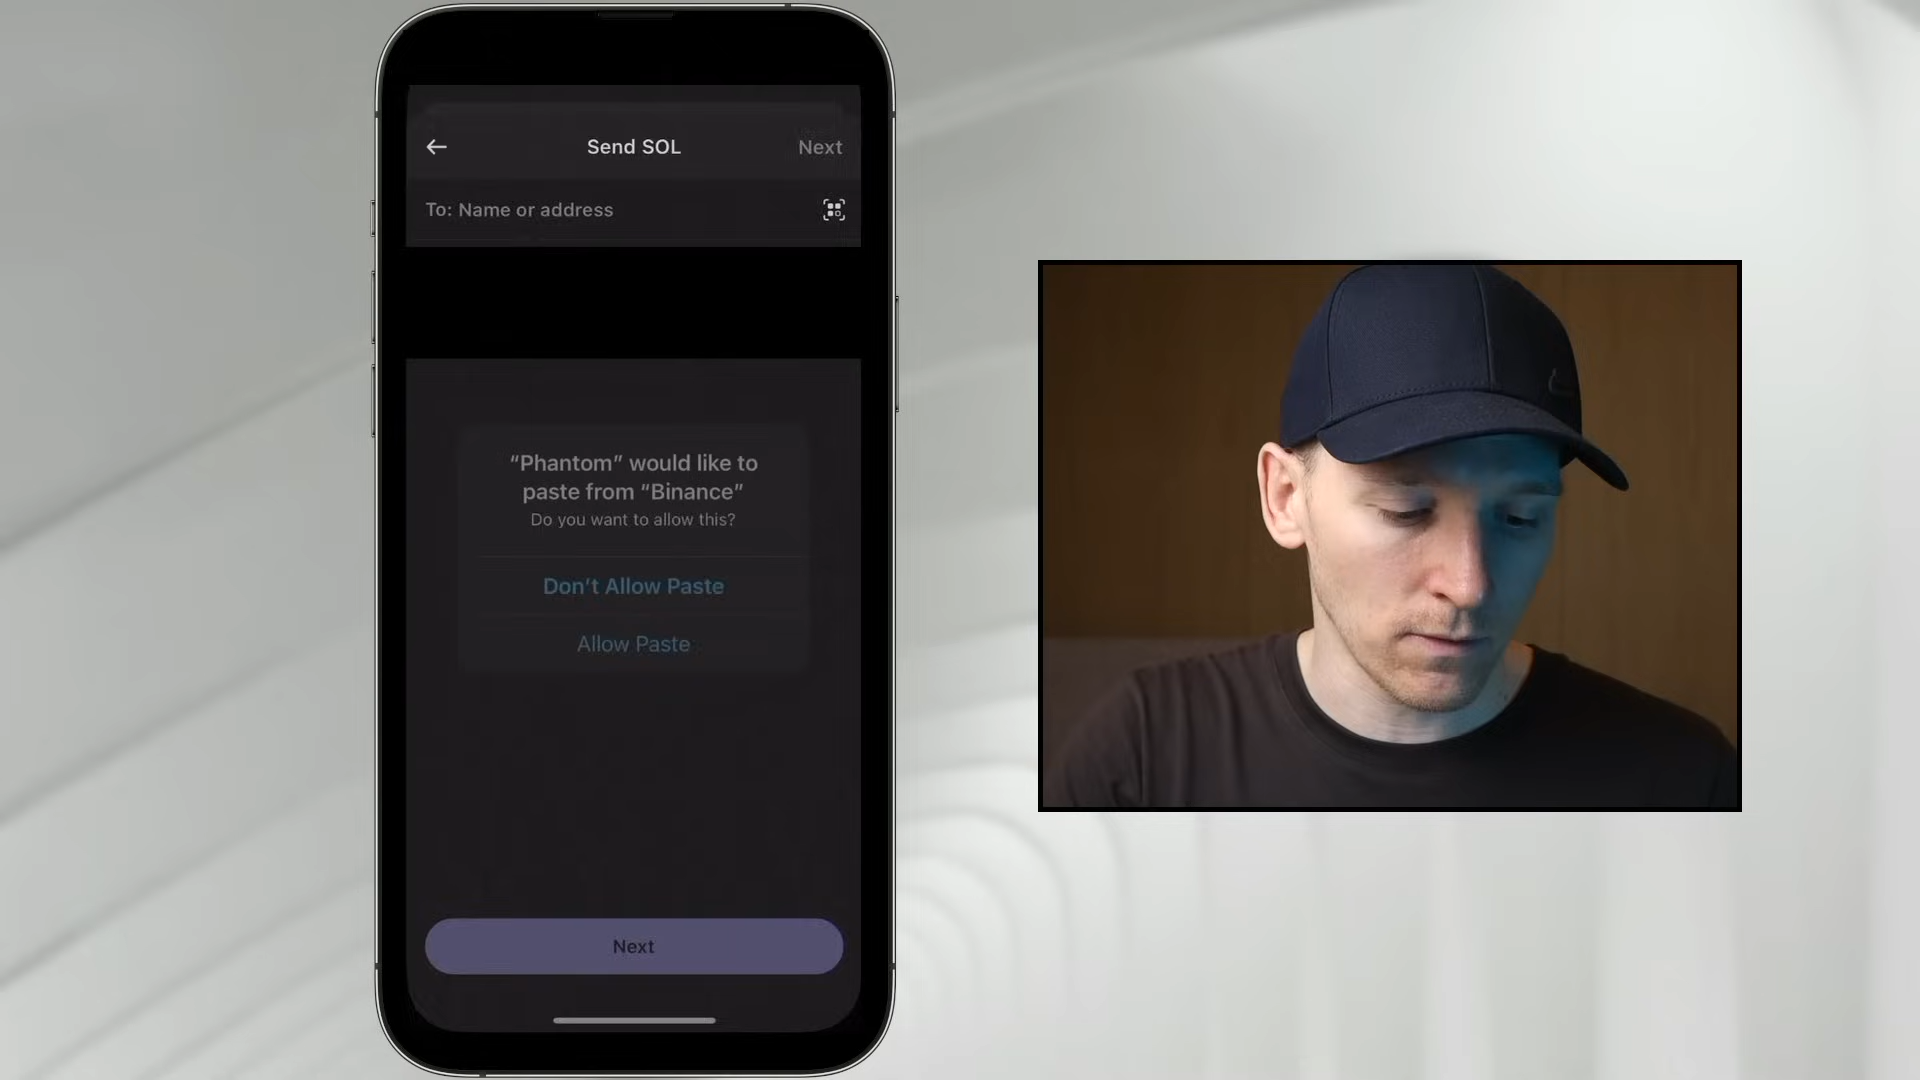 Send SOL
Next
To: Name or address
“Phantom” would like to
paste from “Binance”
Do you want to allow this?
Don’t Allow Paste
Allow Paste
Next